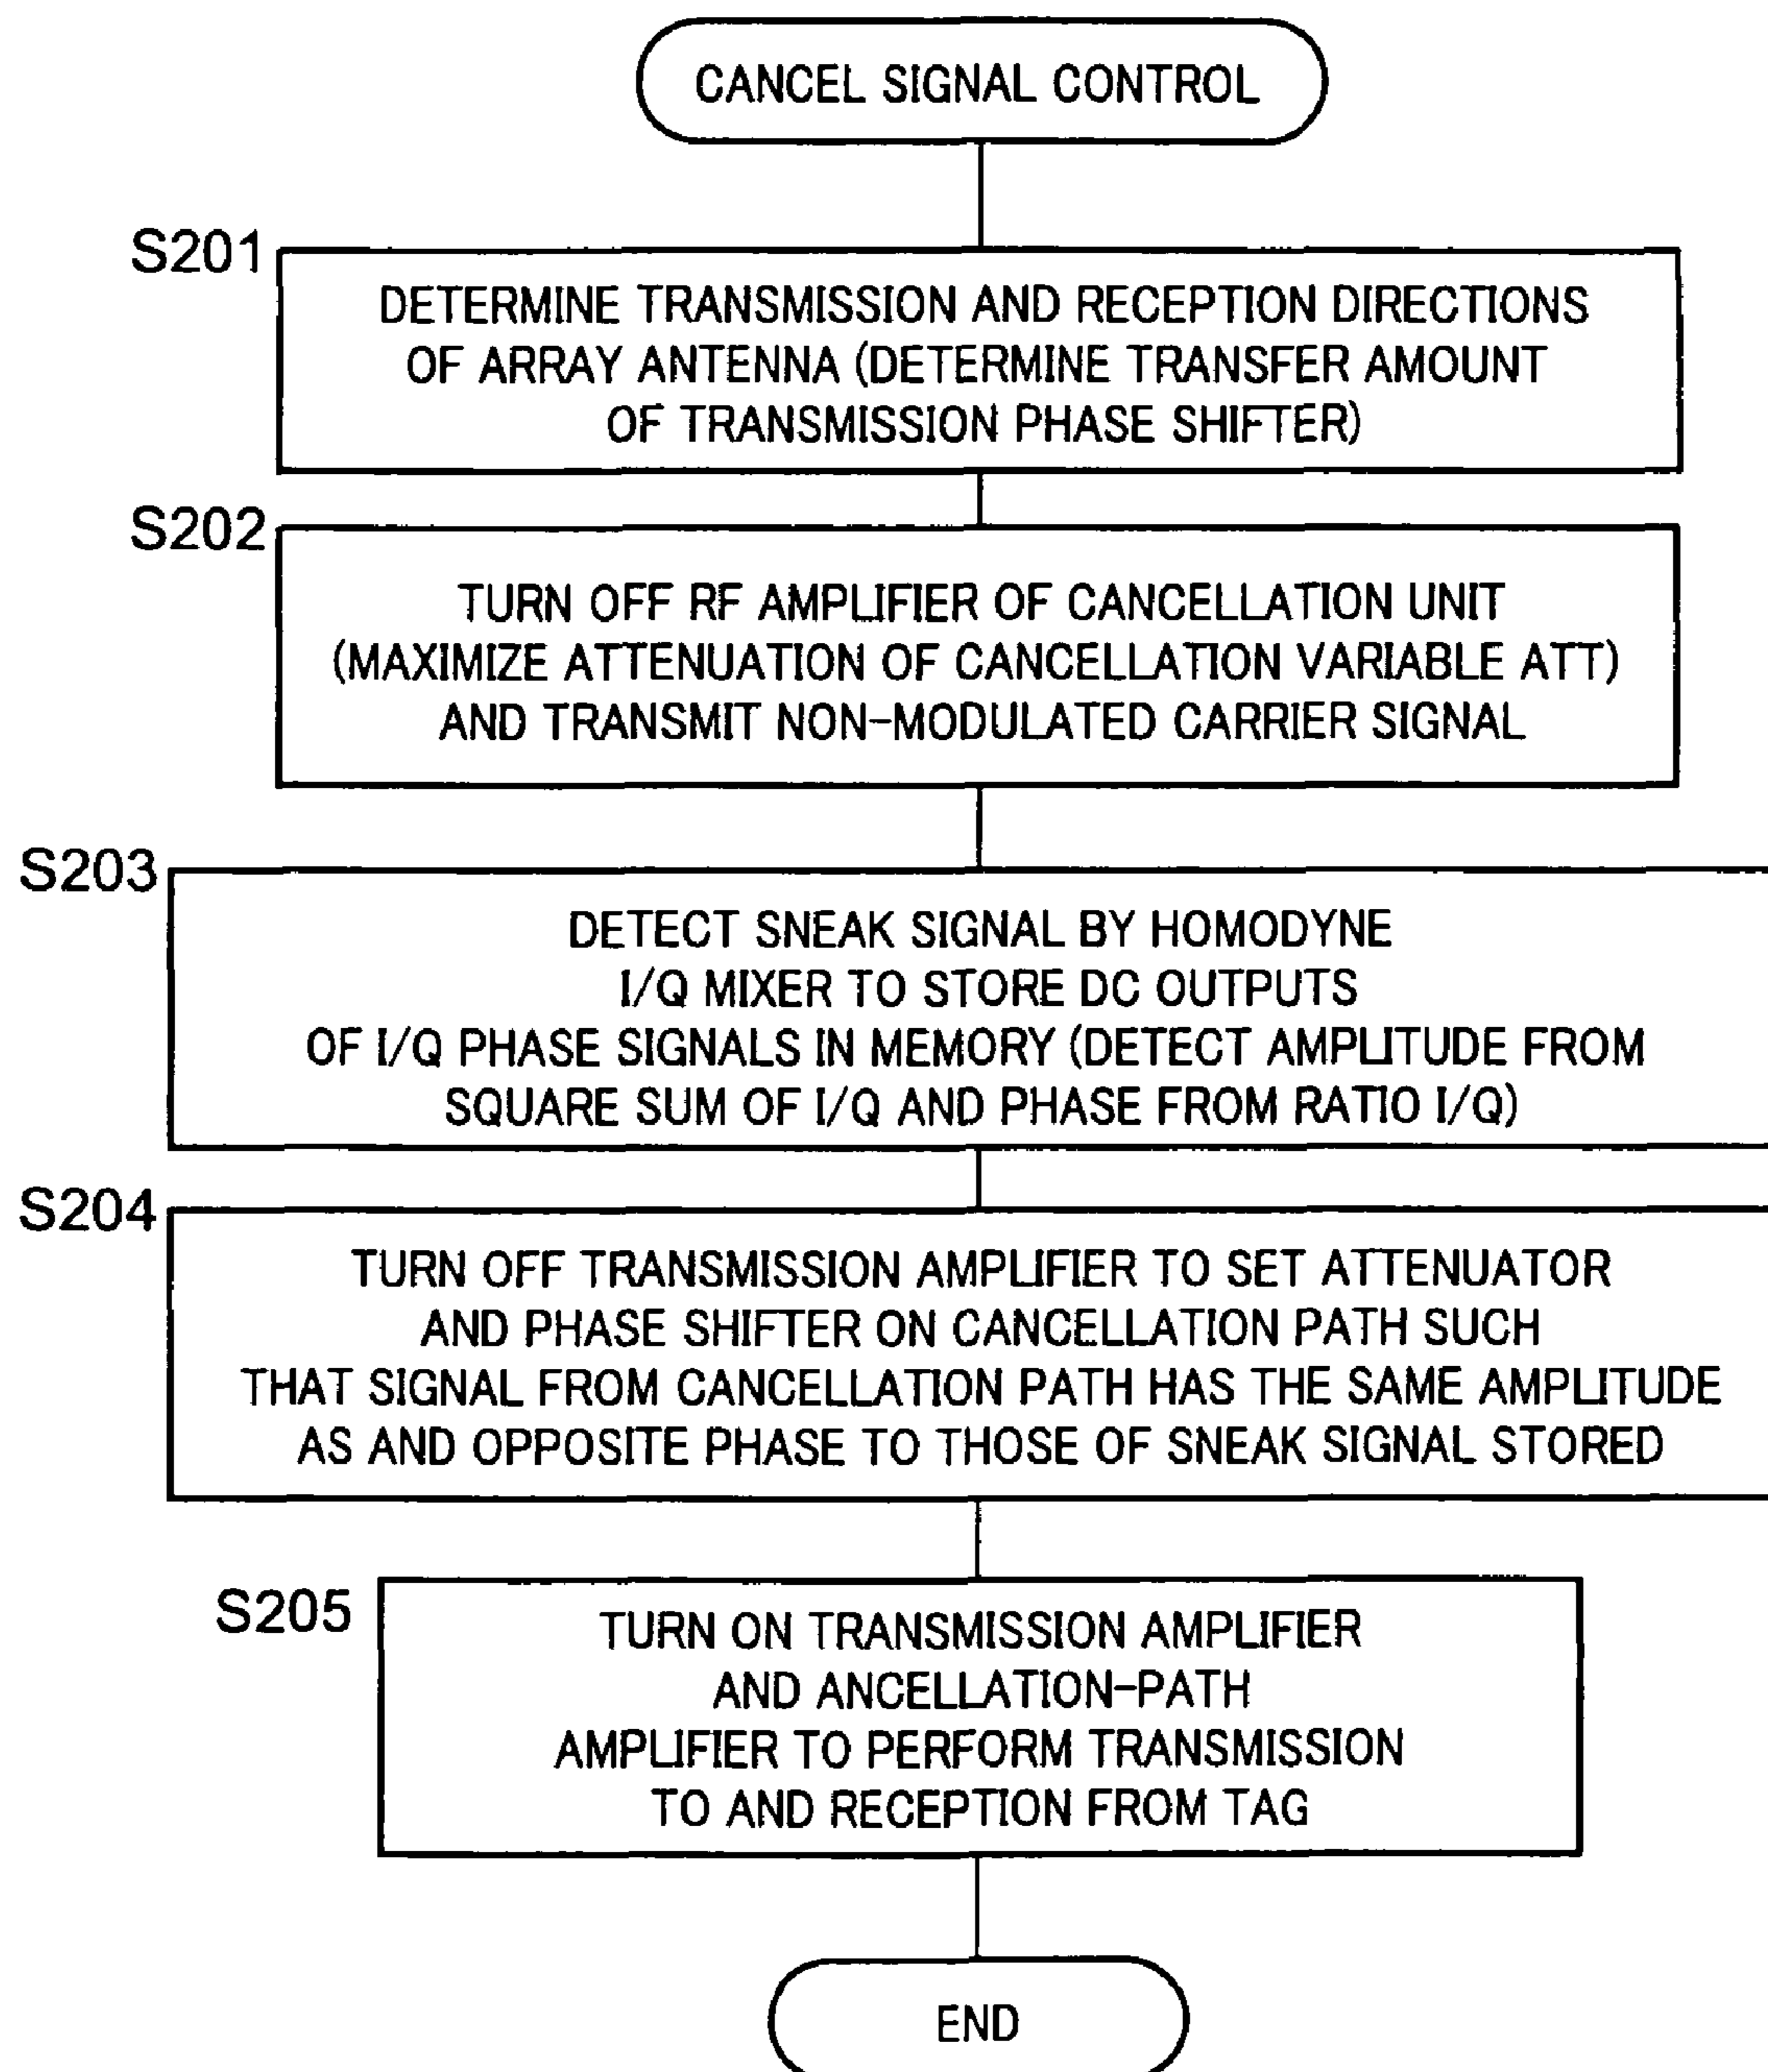 CANCEL SIGNAL CONTROL
S201
DETERMINE TRANSMISSION AND RECEPTION DIRECTIONS
OF ARRAY ANTENNA (DETERMINE TRANSFER AMOUNT
OF TRANSMISSION PHASE SHIFTER)
S202
TURN OFF RF AMPLIFIER OF CANCELLATION UNIT
(MAXIMIZE ATTENUATION OF CANCELLATION VARIABLE ATT)
AND TRANSMIT NON-MODULATED CARRIER SIGNAL
S203
DETECT SNEAK SIGNAL BY HOMODYNE
I/Q MIXER TO STORE DC OUTPUTS
OF I/Q PHASE SIGNALS IN MEMORY (DETECT AMPLITUDE FROM
SQUARE SUM OF I/Q AND PHASE FROM RATIO I/Q)
S204
TURN OFF TRANSMISSION AMPLIFIER TO SET ATTENUATOR
AND PHASE SHIFTER ON CANCELLATION PATH SUCH
THAT SIGNAL FROM CANCELLATION PATH HAS THE SAME AMPLITUDE
AS AND OPPOSITE PHASE TO THOSE OF SNEAK SIGNAL STORED
S205
TURN ON TRANSMISSION AMPLIFIER
AND ANCELLATION-PATH
AMPLIFIER TO PERFORM TRANSMISSION
TO AND RECEPTION FROM TAG
END